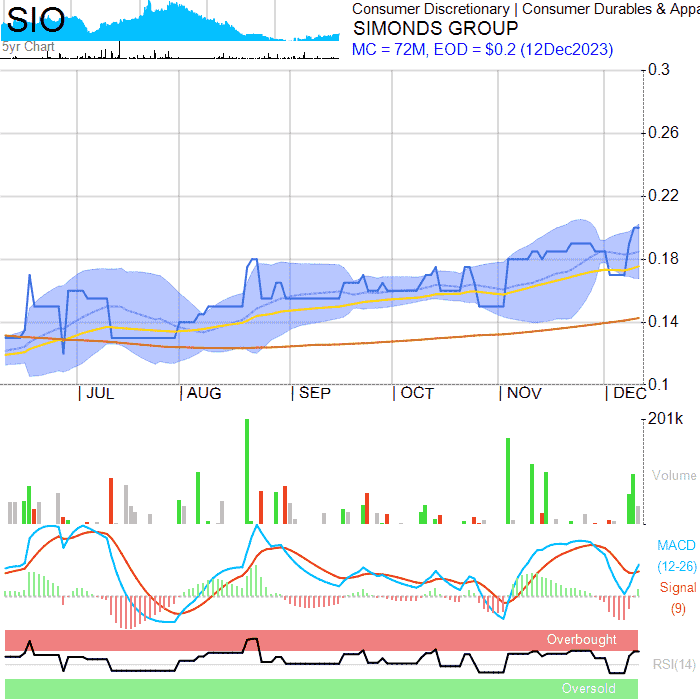 SIO
5yr Chart
Consumer Discretionary | Consumer Durables & Appa
SIMONDS GROUP
MC = 72M, EOD = $0.2 (12Dec2023)
0.3
0.26
0.22
0.18
0.14
0.1
| JUL | AUG | SEP | OCT | NOV | DEC
201k
Volume
MACD
(12-26)
Signal
(9)
Overbought
RSI(14)
Oversold